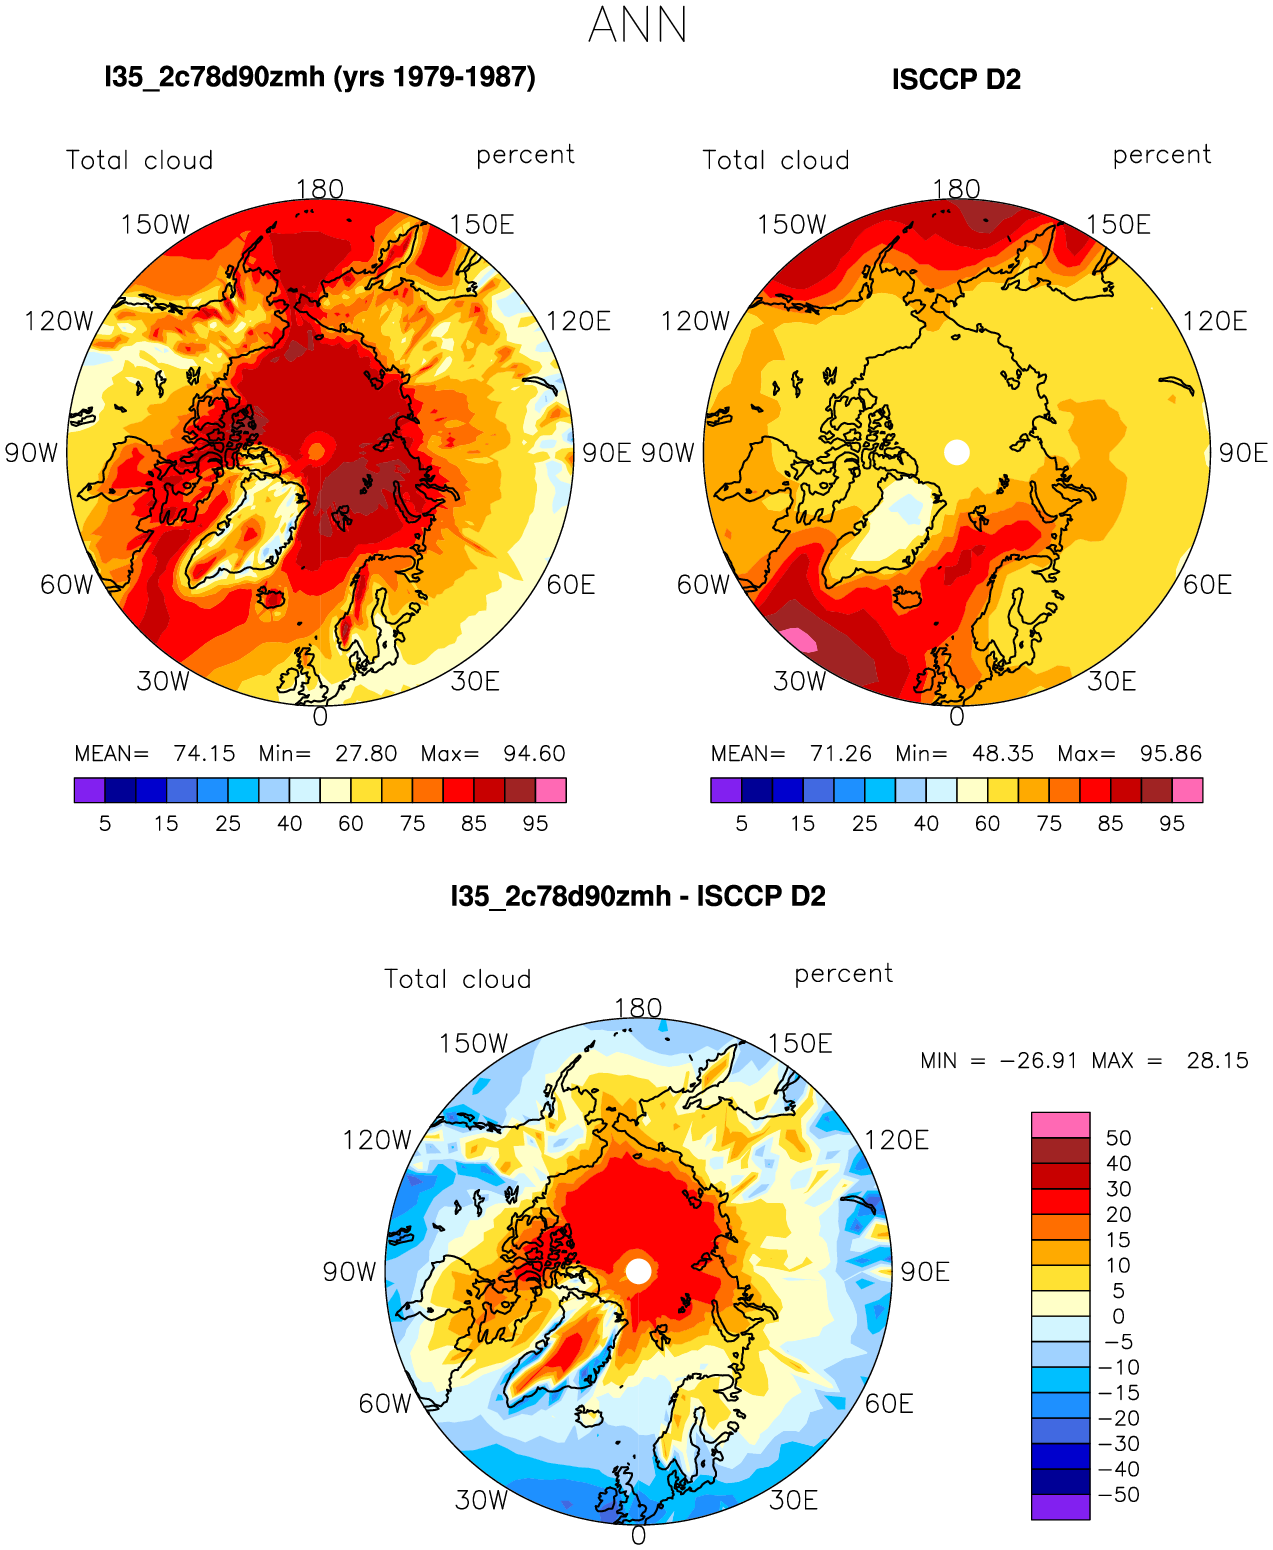 ANN
I35_2c78d90zmh (yrs 1979-1987)
ISCCP D2
Total cloud percent
Total cloud percent
180
150W 150E
120W 120E
90W 90E
60W 60E
30W 30E
0
180
150W 150E
120W 120E
90W 90E
60W 60E
30W 30E
0
MEAN= 74.15 Min= 27.80 Max= 94.60
MEAN= 71.26 Min= 48.35 Max= 95.86
5 15 25 40 60 75 85 95
5 15 25 40 60 75 85 95
I35_2c78d90zmh - ISCCP D2
Total cloud percent
180
150W 150E
120W 120E
90W 90E
60W 60E
30W 30E
0
MIN = -26.91 MAX = 28.15
50
40
30
20
15
10
5
0
-5
-10
-15
-20
-30
-40
-50